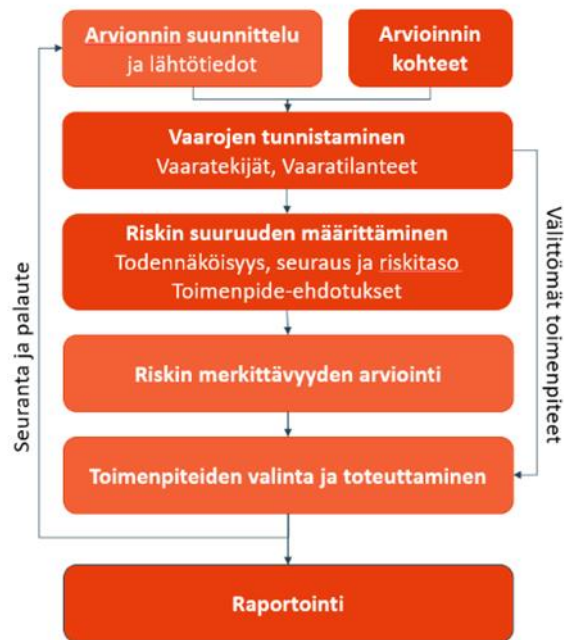 Arvionnin suunnittelu
ja lähtötiedot
Arvioinnin
kohteet
Vaarojen tunnistaminen
Vaaratekijät, Vaaratilanteet
Riskin suuruuden määrittäminen
Todennäköisyys, seuraus ja riskitaso
Toimenpide-ehdotukset
Riskin merkittävyyden arviointi
Toimenpiteiden valinta ja toteuttaminen
Raportointi
Seuranta ja palaute
Välittömät toimenpiteet